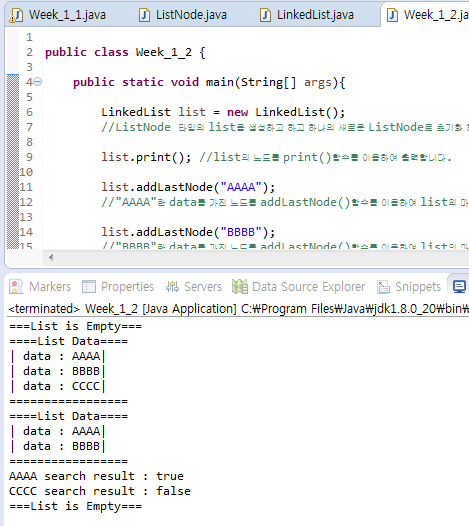 Week_1_1.java ListNode.java LinkedList.java Week_1_2.ja
1
2 public class Week_1_2 {
3
4 public static void main(String[] args){
5
6 LinkedList list = new LinkedList();
7 //ListNode 타입의 list을 생성하고 하고 하나의 새로운 ListNode로 초기화
8
9 list.print(); //list의 노드를 print()함수를 이용하여 출력합니다.
10
11 list.addLastNode("AAAA");
12 //"AAAA"란 data를 가진 노드를 addLastNode()함수를 이용하여 list의
13
14 list.addLastNode("BBBB");
15 //"BBBB"란 data를 가진 노드를 addLastNode()함수를 이용하여 list의
Markers Properties Servers Data Source Explorer Snippets
<terminated> Week_1_2 [Java Application] C:₩Program Files₩Java₩jdk1.8.0_20₩bin₩
===List is Empty===
====List Data====
| data : AAAA|
| data : BBBB|
| data : CCCC|
=================
====List Data====
| data : AAAA|
| data : BBBB|
=================
AAAA search result : true
CCCC search result : false
===List is Empty===